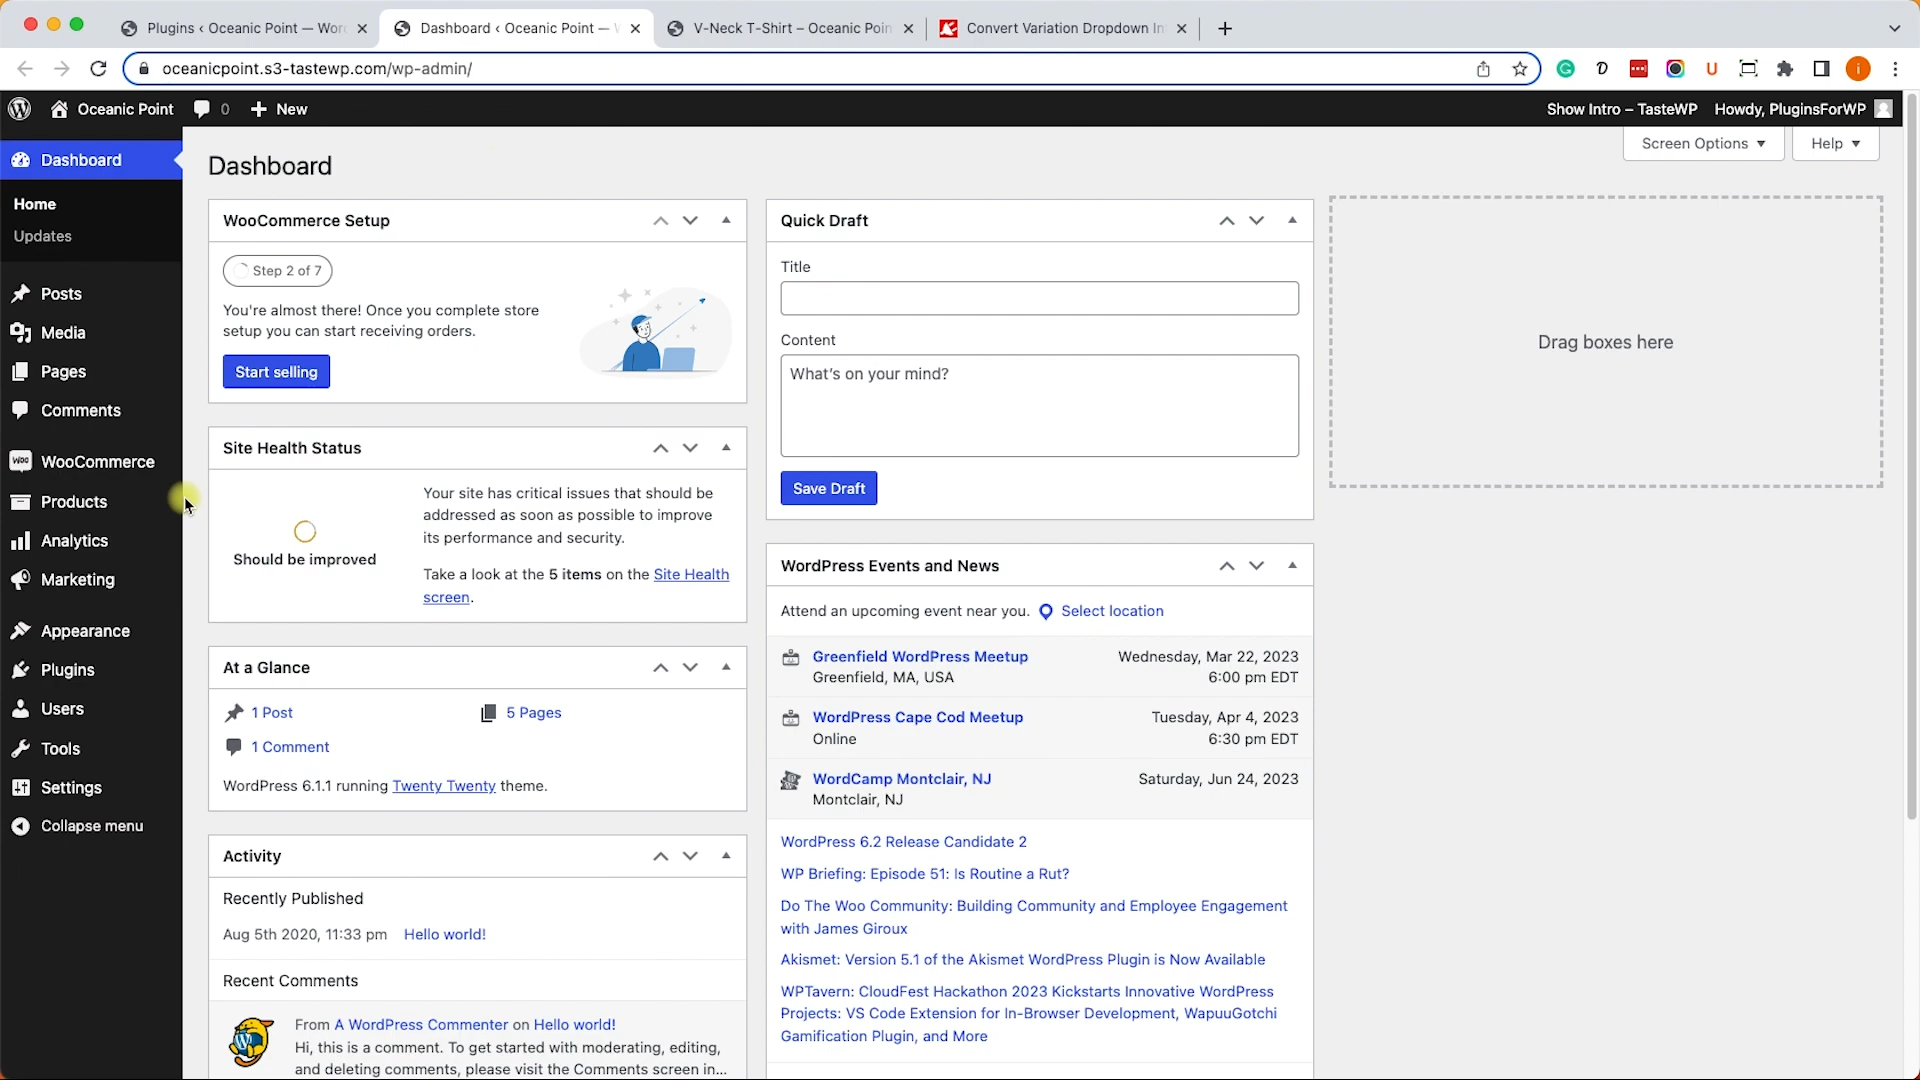 Plugins ‹ Oceanic Point — Wor
Dashboard ‹ Oceanic Point —
V-Neck T-Shirt – Oceanic Poin
Convert Variation Dropdown In
oceanicpoint.s3-tastewp.com/wp-admin/
Oceanic Point
0
New
Show Intro – TasteWP
Howdy, PluginsForWP
Dashboard
Home
Updates
Posts
Media
Pages
Comments
WooCommerce
Products
Analytics
Marketing
Appearance
Plugins
Users
Tools
Settings
Collapse menu
Screen Options
Help
Dashboard
WooCommerce Setup
Step 2 of 7
You're almost there! Once you complete store
setup you can start receiving orders.
Start selling
Site Health Status
Should be improved
Your site has critical issues that should be
addressed as soon as possible to improve
its performance and security.
Take a look at the 5 items on the Site Health
screen.
At a Glance
1 Post
5 Pages
1 Comment
WordPress 6.1.1 running Twenty Twenty theme.
Activity
Recently Published
Aug 5th 2020, 11:33 pm Hello world!
Recent Comments
From A WordPress Commenter on Hello world!
Hi, this is a comment. To get started with moderating, editing,
and deleting comments, please visit the Comments screen in...
Quick Draft
Title
Content
What's on your mind?
Save Draft
WordPress Events and News
Attend an upcoming event near you. Select location
Greenfield WordPress Meetup
Greenfield, MA, USA
Wednesday, Mar 22, 2023
6:00 pm EDT
WordPress Cape Cod Meetup
Online
Tuesday, Apr 4, 2023
6:30 pm EDT
WordCamp Montclair, NJ
Montclair, NJ
Saturday, Jun 24, 2023
WordPress 6.2 Release Candidate 2
WP Briefing: Episode 51: Is Routine a Rut?
Do The Woo Community: Building Community and Employee Engagement
with James Giroux
Akismet: Version 5.1 of the Akismet WordPress Plugin is Now Available
WPTavern: CloudFest Hackathon 2023 Kickstarts Innovative WordPress
Projects: VS Code Extension for In-Browser Development, WapuuGotchi
Gamification Plugin, and More
Drag boxes here